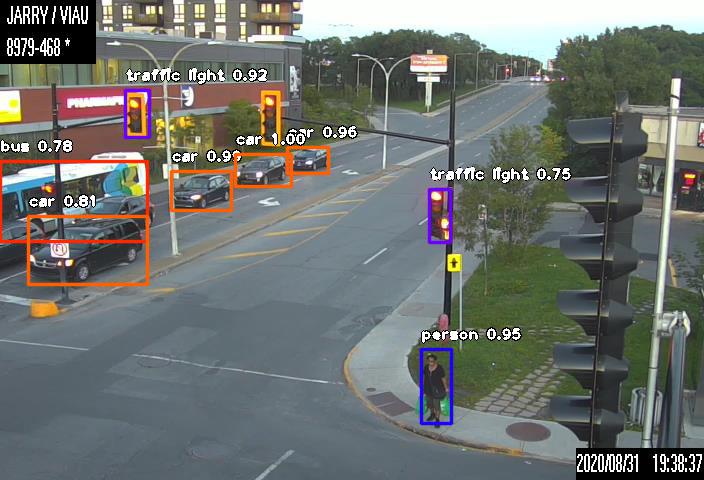 JARRY / VIAU
8979-468 *
traffic light 0.92
car 1.00
car 0.96
bus 0.78
car 0.99
traffic light 0.75
car 0.81
person 0.95
2020/08/31 19:38:37